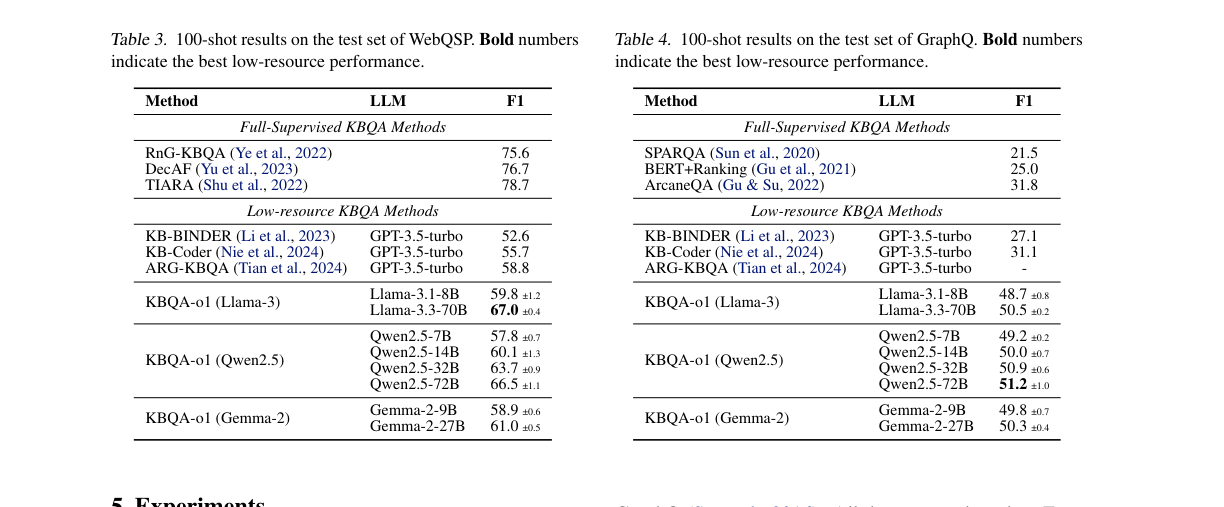 Table 3. 100-shot results on the test set of WebQSP. Bold numbers
indicate the best low-resource performance.
Method LLM F1
Full-Supervised KBQA Methods
RnG-KBQA (Ye et al., 2022) 75.6
DecAF (Yu et al., 2023) 76.7
TIARA (Shu et al., 2022) 78.7
Low-resource KBQA Methods
KB-BINDER (Li et al., 2023) GPT-3.5-turbo 52.6
KB-Coder (Nie et al., 2024) GPT-3.5-turbo 55.7
ARG-KBQA (Tian et al., 2024) GPT-3.5-turbo 58.8
KBQA-o1 (Llama-3)
Llama-3.1-8B 59.8 ±1.2
Llama-3.3-70B 67.0 ±0.4
KBQA-o1 (Qwen2.5)
Qwen2.5-7B 57.8 ±0.7
Qwen2.5-14B 60.1 ±1.3
Qwen2.5-32B 63.7 ±0.9
Qwen2.5-72B 66.5 ±1.1
KBQA-o1 (Gemma-2)
Gemma-2-9B 58.9 ±0.6
Gemma-2-27B 61.0 ±0.5
5. Experiments
Table 4. 100-shot results on the test set of GraphQ. Bold numbers
indicate the best low-resource performance.
Method LLM F1
Full-Supervised KBQA Methods
SPARQA (Sun et al., 2020) 21.5
BERT+Ranking (Gu et al., 2021) 25.0
ArcaneQA (Gu & Su, 2022) 31.8
Low-resource KBQA Methods
KB-BINDER (Li et al., 2023) GPT-3.5-turbo 27.1
KB-Coder (Nie et al., 2024) GPT-3.5-turbo 31.1
ARG-KBQA (Tian et al., 2024) GPT-3.5-turbo -
KBQA-o1 (Llama-3)
Llama-3.1-8B 48.7 ±0.8
Llama-3.3-70B 50.5 ±0.2
KBQA-o1 (Qwen2.5)
Qwen2.5-7B 49.2 ±0.2
Qwen2.5-14B 50.0 ±0.7
Qwen2.5-32B 50.9 ±0.6
Qwen2.5-72B 51.2 ±1.0
KBQA-o1 (Gemma-2)
Gemma-2-9B 49.8 ±0.7
Gemma-2-27B 50.3 ±0.4